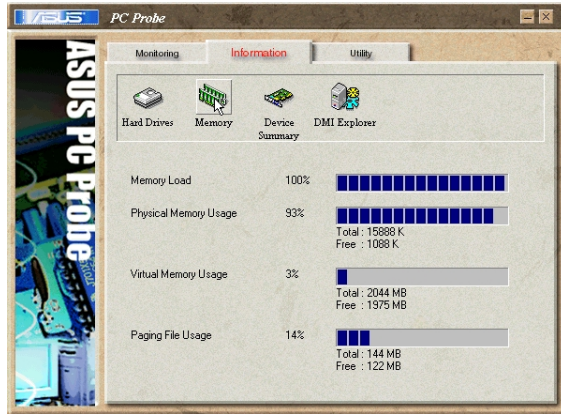 ASUS PC Probe
ASUS PC Probe
Monitoring Information Utility
Hard Drives Memory Device Summary DMI Explorer
Memory Load 100%
Physical Memory Usage 93%
Total : 15888 K
Free : 1088 K
Virtual Memory Usage 3%
Total : 2044 MB
Free : 1975 MB
Paging File Usage 14%
Total : 144 MB
Free : 122 MB